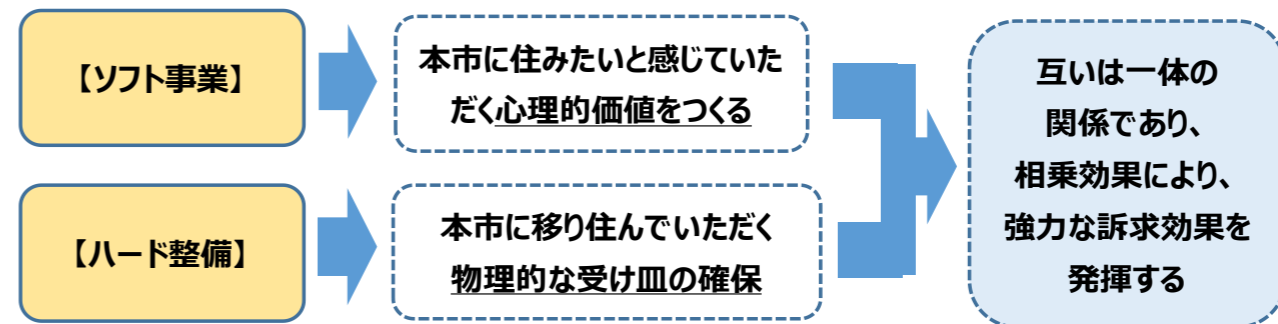 【ソフト事業】
本市に住みたいと感じていた
だく心理的価値をつくる
【ハード整備】
本市に移り住んでいただく
物理的な受け皿の確保
互いは一体の
関係であり、
相乗効果により、
強力な訴求効果を
発揮する